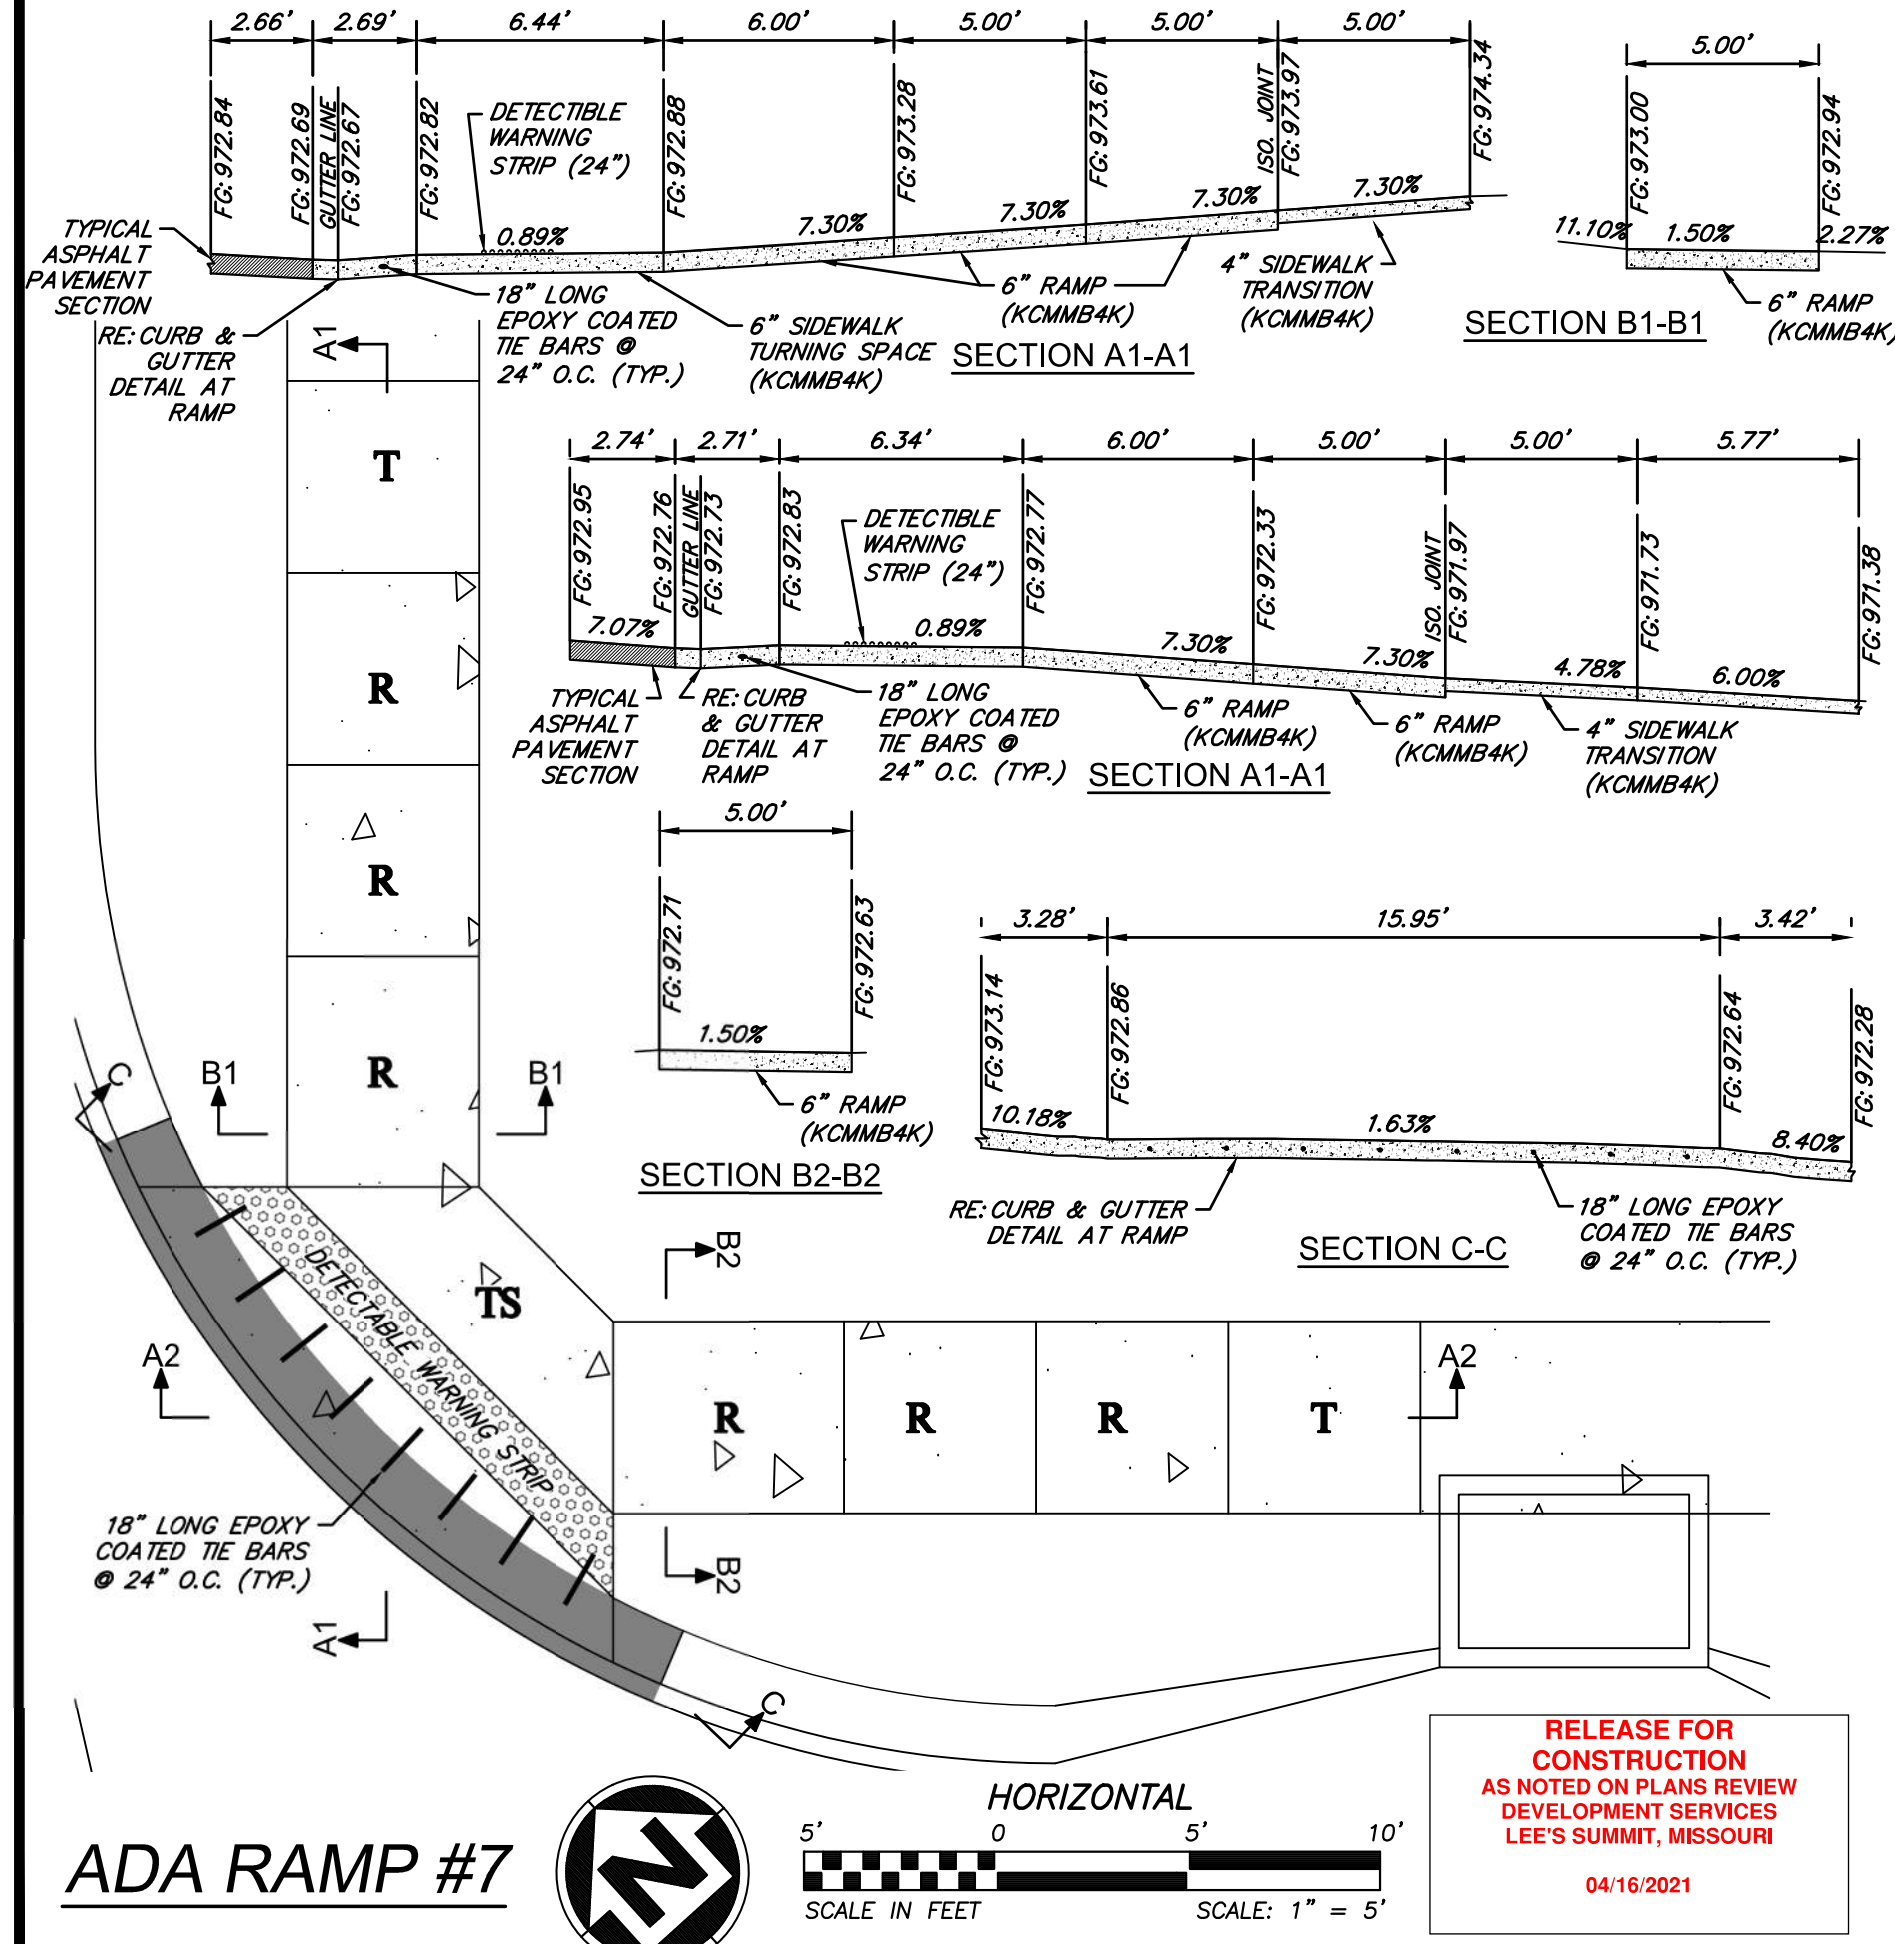 2.66' 2.69' 6.44' 6.00' 5.00' 5.00' 5.00'
FG: 972.84
FG: 972.69
GUTTER LINE
FG: 972.67
FG: 972.82
FG: 972.88
FG: 973.28
FG: 973.61
ISO. JOINT
FG: 973.97
FG: 974.34
DETECTIBLE
WARNING
STRIP (24")
0.89%
7.30%
7.30%
7.30%
7.30%
TYPICAL
ASPHALT
PAVEMENT
SECTION
RE: CURB &
GUTTER
DETAIL AT
RAMP
18" LONG
EPOXY COATED
TIE BARS @
24" O.C. (TYP.)
6" SIDEWALK
TURNING SPACE
(KCMMB4K)
6" RAMP
(KCMMB4K)
4" SIDEWALK
TRANSITION
(KCMMB4K)
SECTION A1-A1
5.00'
FG: 973.00
FG: 972.94
11.10%
1.50%
2.27%
6" RAMP
(KCMMB4K)
SECTION B1-B1
2.74' 2.71' 6.34' 6.00' 5.00' 5.00' 5.77'
FG: 972.95
FG: 972.76
GUTTER LINE
FG: 972.73
FG: 972.83
FG: 972.77
FG: 972.33
ISO. JOINT
FG: 971.97
FG: 971.73
FG: 971.38
DETECTIBLE
WARNING
STRIP (24")
7.07%
0.89%
7.30%
7.30%
4.78%
6.00%
TYPICAL
ASPHALT
PAVEMENT
SECTION
RE: CURB
& GUTTER
DETAIL AT
RAMP
18" LONG
EPOXY COATED
TIE BARS @
24" O.C. (TYP.)
6" RAMP
(KCMMB4K)
6" RAMP
(KCMMB4K)
4" SIDEWALK
TRANSITION
(KCMMB4K)
SECTION A1-A1
5.00'
FG: 972.71
FG: 972.63
1.50%
6" RAMP
(KCMMB4K)
SECTION B2-B2
3.28' 15.95' 3.42'
FG: 973.14
FG: 972.86
FG: 972.64
FG: 972.28
10.18%
1.63%
8.40%
RE: CURB & GUTTER
DETAIL AT RAMP
18" LONG EPOXY
COATED TIE BARS
@ 24" O.C. (TYP.)
SECTION C-C
A1
T
R
R
R
B1
B1
C
TS
DETECTABLE WARNING STRIP
B2
A2
R
R
R
T
A2
B2
18" LONG EPOXY
COATED TIE BARS
@ 24" O.C. (TYP.)
A1
C
ADA RAMP #7
N
HORIZONTAL
5' 0 5' 10'
SCALE IN FEET
SCALE: 1" = 5'
RELEASE FOR
CONSTRUCTION
AS NOTED ON PLANS REVIEW
DEVELOPMENT SERVICES
LEE'S SUMMIT, MISSOURI
04/16/2021